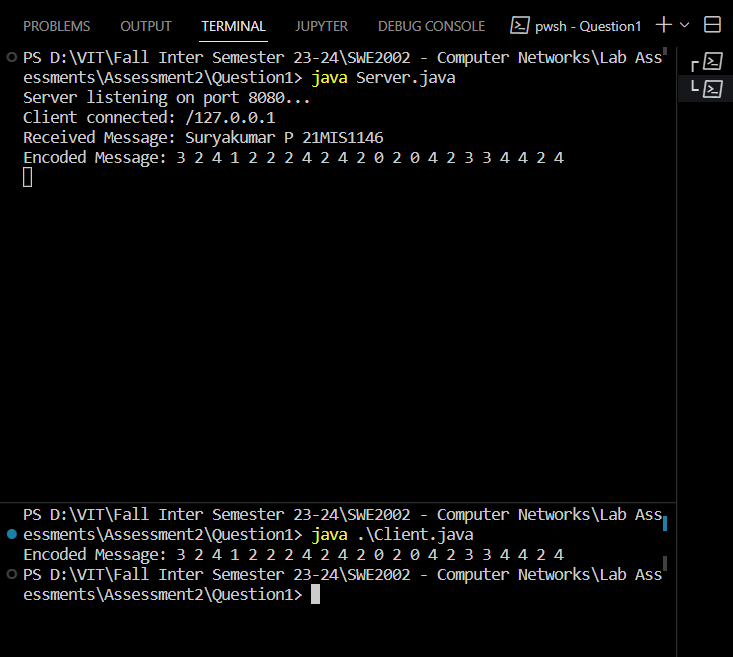 PROBLEMS OUTPUT TERMINAL JUPYTER DEBUG CONSOLE pwsh - Question1
PS D:\VIT\Fall Inter Semester 23-24\SWE2002 - Computer Networks\Lab Ass
essments\Assessment2\Question1> java Server.java
Server listening on port 8080...
Client connected: /127.0.0.1
Received Message: Suryakumar P 21MIS1146
Encoded Message: 3 2 4 1 2 2 2 4 2 4 2 0 2 0 4 2 3 3 4 4 2 4
PS D:\VIT\Fall Inter Semester 23-24\SWE2002 - Computer Networks\Lab Ass
essments\Assessment2\Question1> java .\Client.java
Encoded Message: 3 2 4 1 2 2 2 4 2 4 2 0 2 0 4 2 3 3 4 4 2 4
PS D:\VIT\Fall Inter Semester 23-24\SWE2002 - Computer Networks\Lab Ass
essments\Assessment2\Question1>